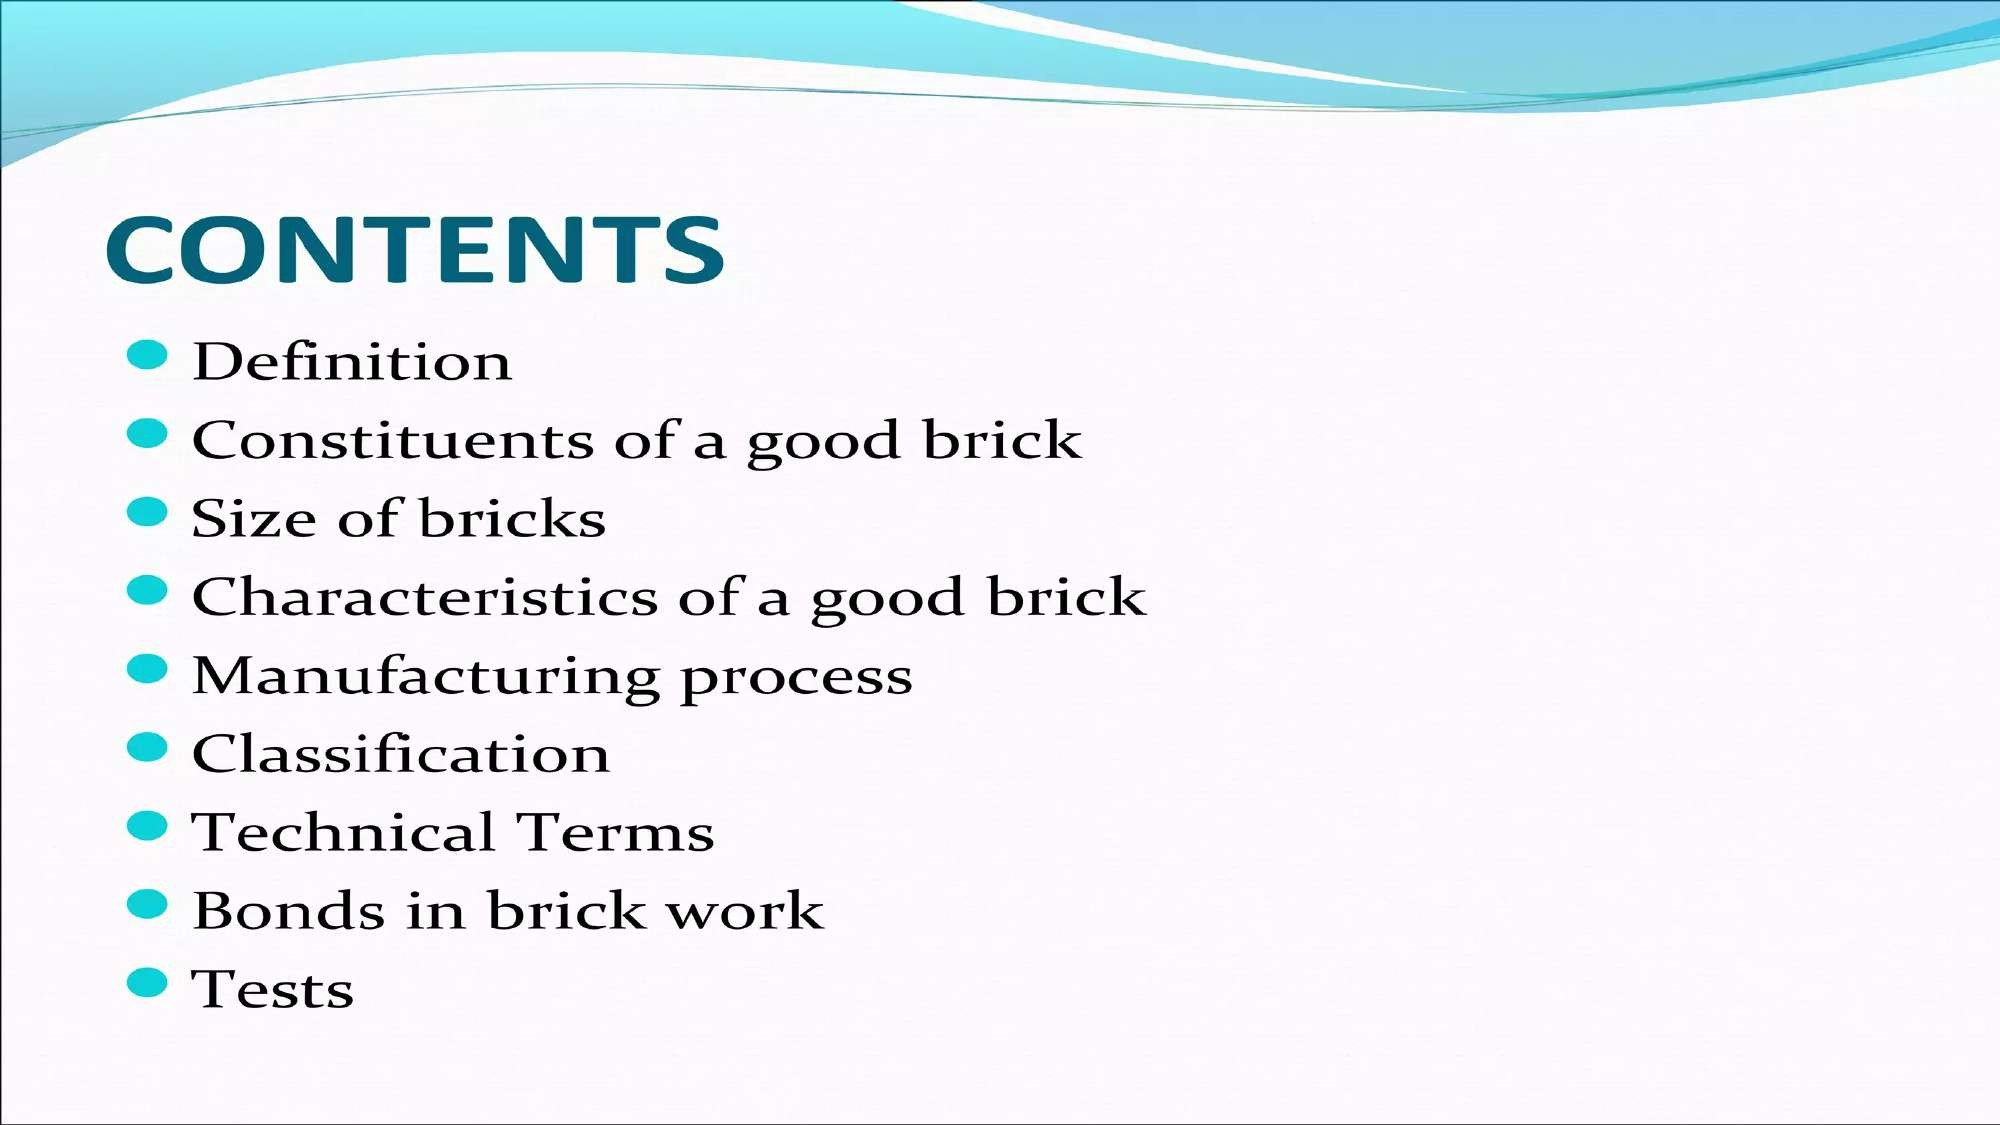 CONTENTS
Definition
Constituents of a good brick
Size of bricks
Characteristics of a good brick
Manufacturing process
Classification
Technical Terms
Bonds in brick work
Tests